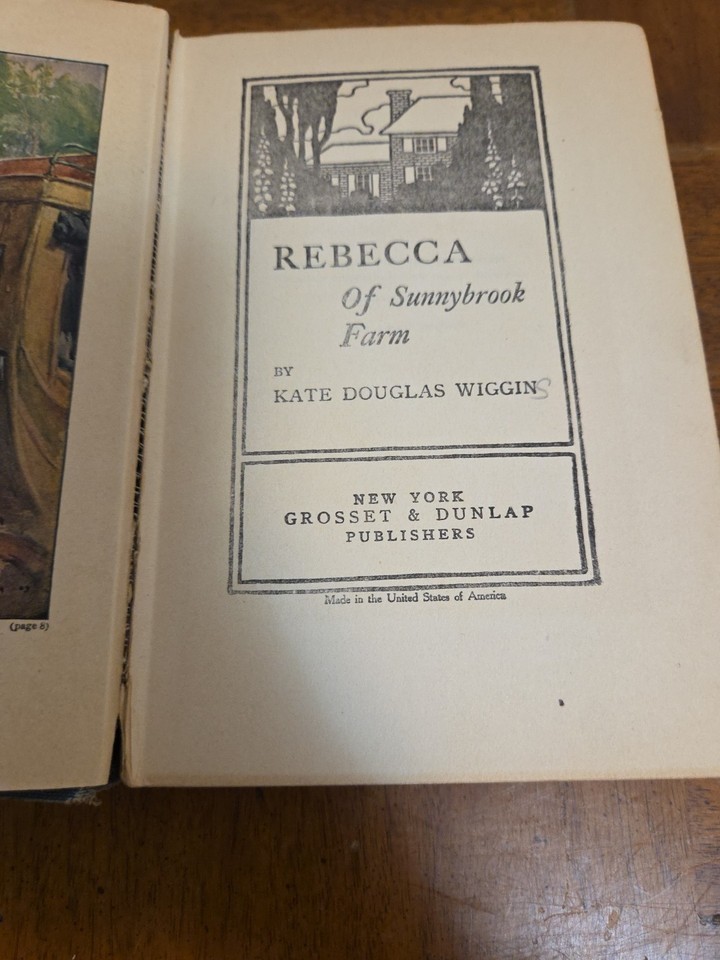 (page 8)
REBECCA
Of Sunnybrook
Farm
BY
KATE DOUGLAS WIGGINS
NEW YORK
GROSSET & DUNLAP
PUBLISHERS
Made in the United States of America